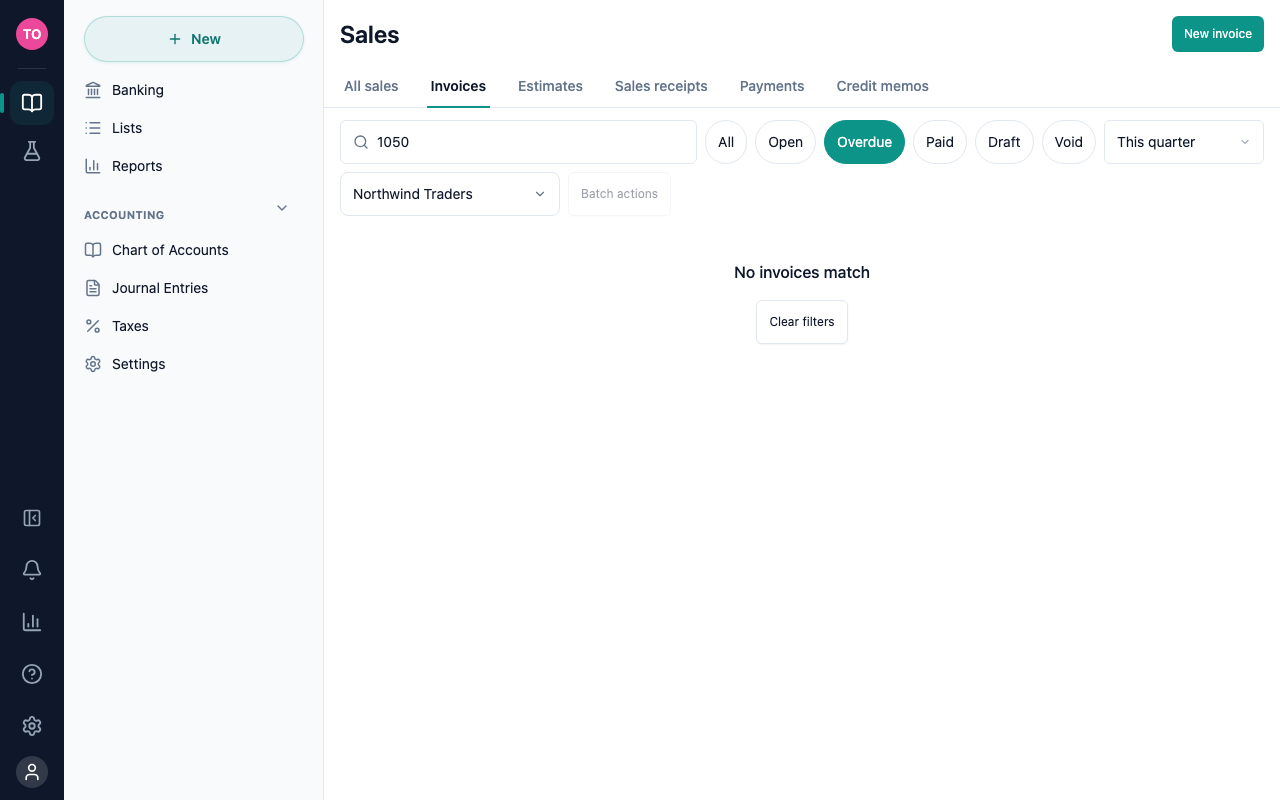 TO
New
Banking
Lists
Reports
ACCOUNTING
Chart of Accounts
Journal Entries
Taxes
Settings
Sales
New invoice
All sales
Invoices
Estimates
Sales receipts
Payments
Credit memos
1050
All
Open
Overdue
Paid
Draft
Void
This quarter
Northwind Traders
Batch actions
No invoices match
Clear filters